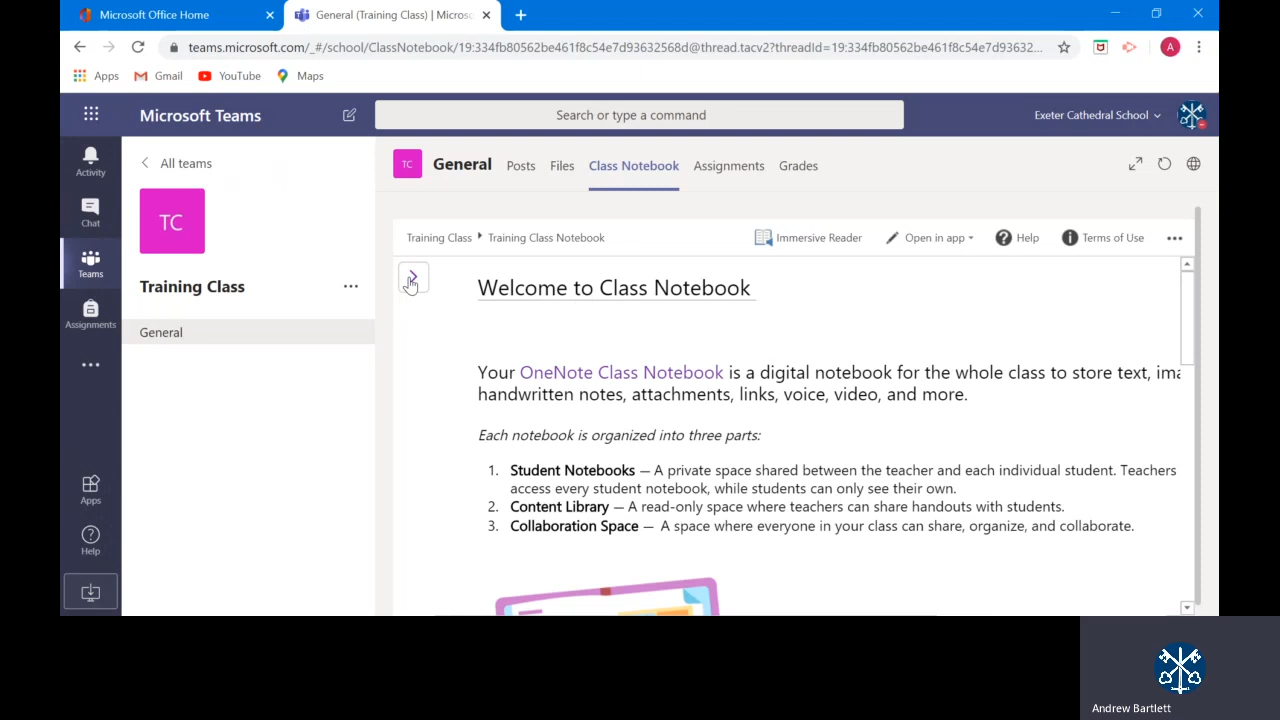 Microsoft Office Home
General (Training Class) | Micros
teams.microsoft.com/_#/school/ClassNotebook/19:334fb80562be461f8c54e7d93632568d@thread.tacv2?threadId=19:334fb80562be461f8c54e7d93632...
A
Apps
Gmail
YouTube
Maps
Microsoft Teams
Search or type a command
Exeter Cathedral School
Activity
Chat
Teams
Assignments
Apps
Help
All teams
TC
Training Class
General
TC
General
Posts
Files
Class Notebook
Assignments
Grades
Training Class
Training Class Notebook
Immersive Reader
Open in app
Help
Terms of Use
Welcome to Class Notebook
Your OneNote Class Notebook is a digital notebook for the whole class to store text, ima
handwritten notes, attachments, links, voice, video, and more.
Each notebook is organized into three parts:
1. Student Notebooks — A private space shared between the teacher and each individual student. Teachers
access every student notebook, while students can only see their own.
2. Content Library — A read-only space where teachers can share handouts with students.
3. Collaboration Space — A space where everyone in your class can share, organize, and collaborate.
Andrew Bartlett